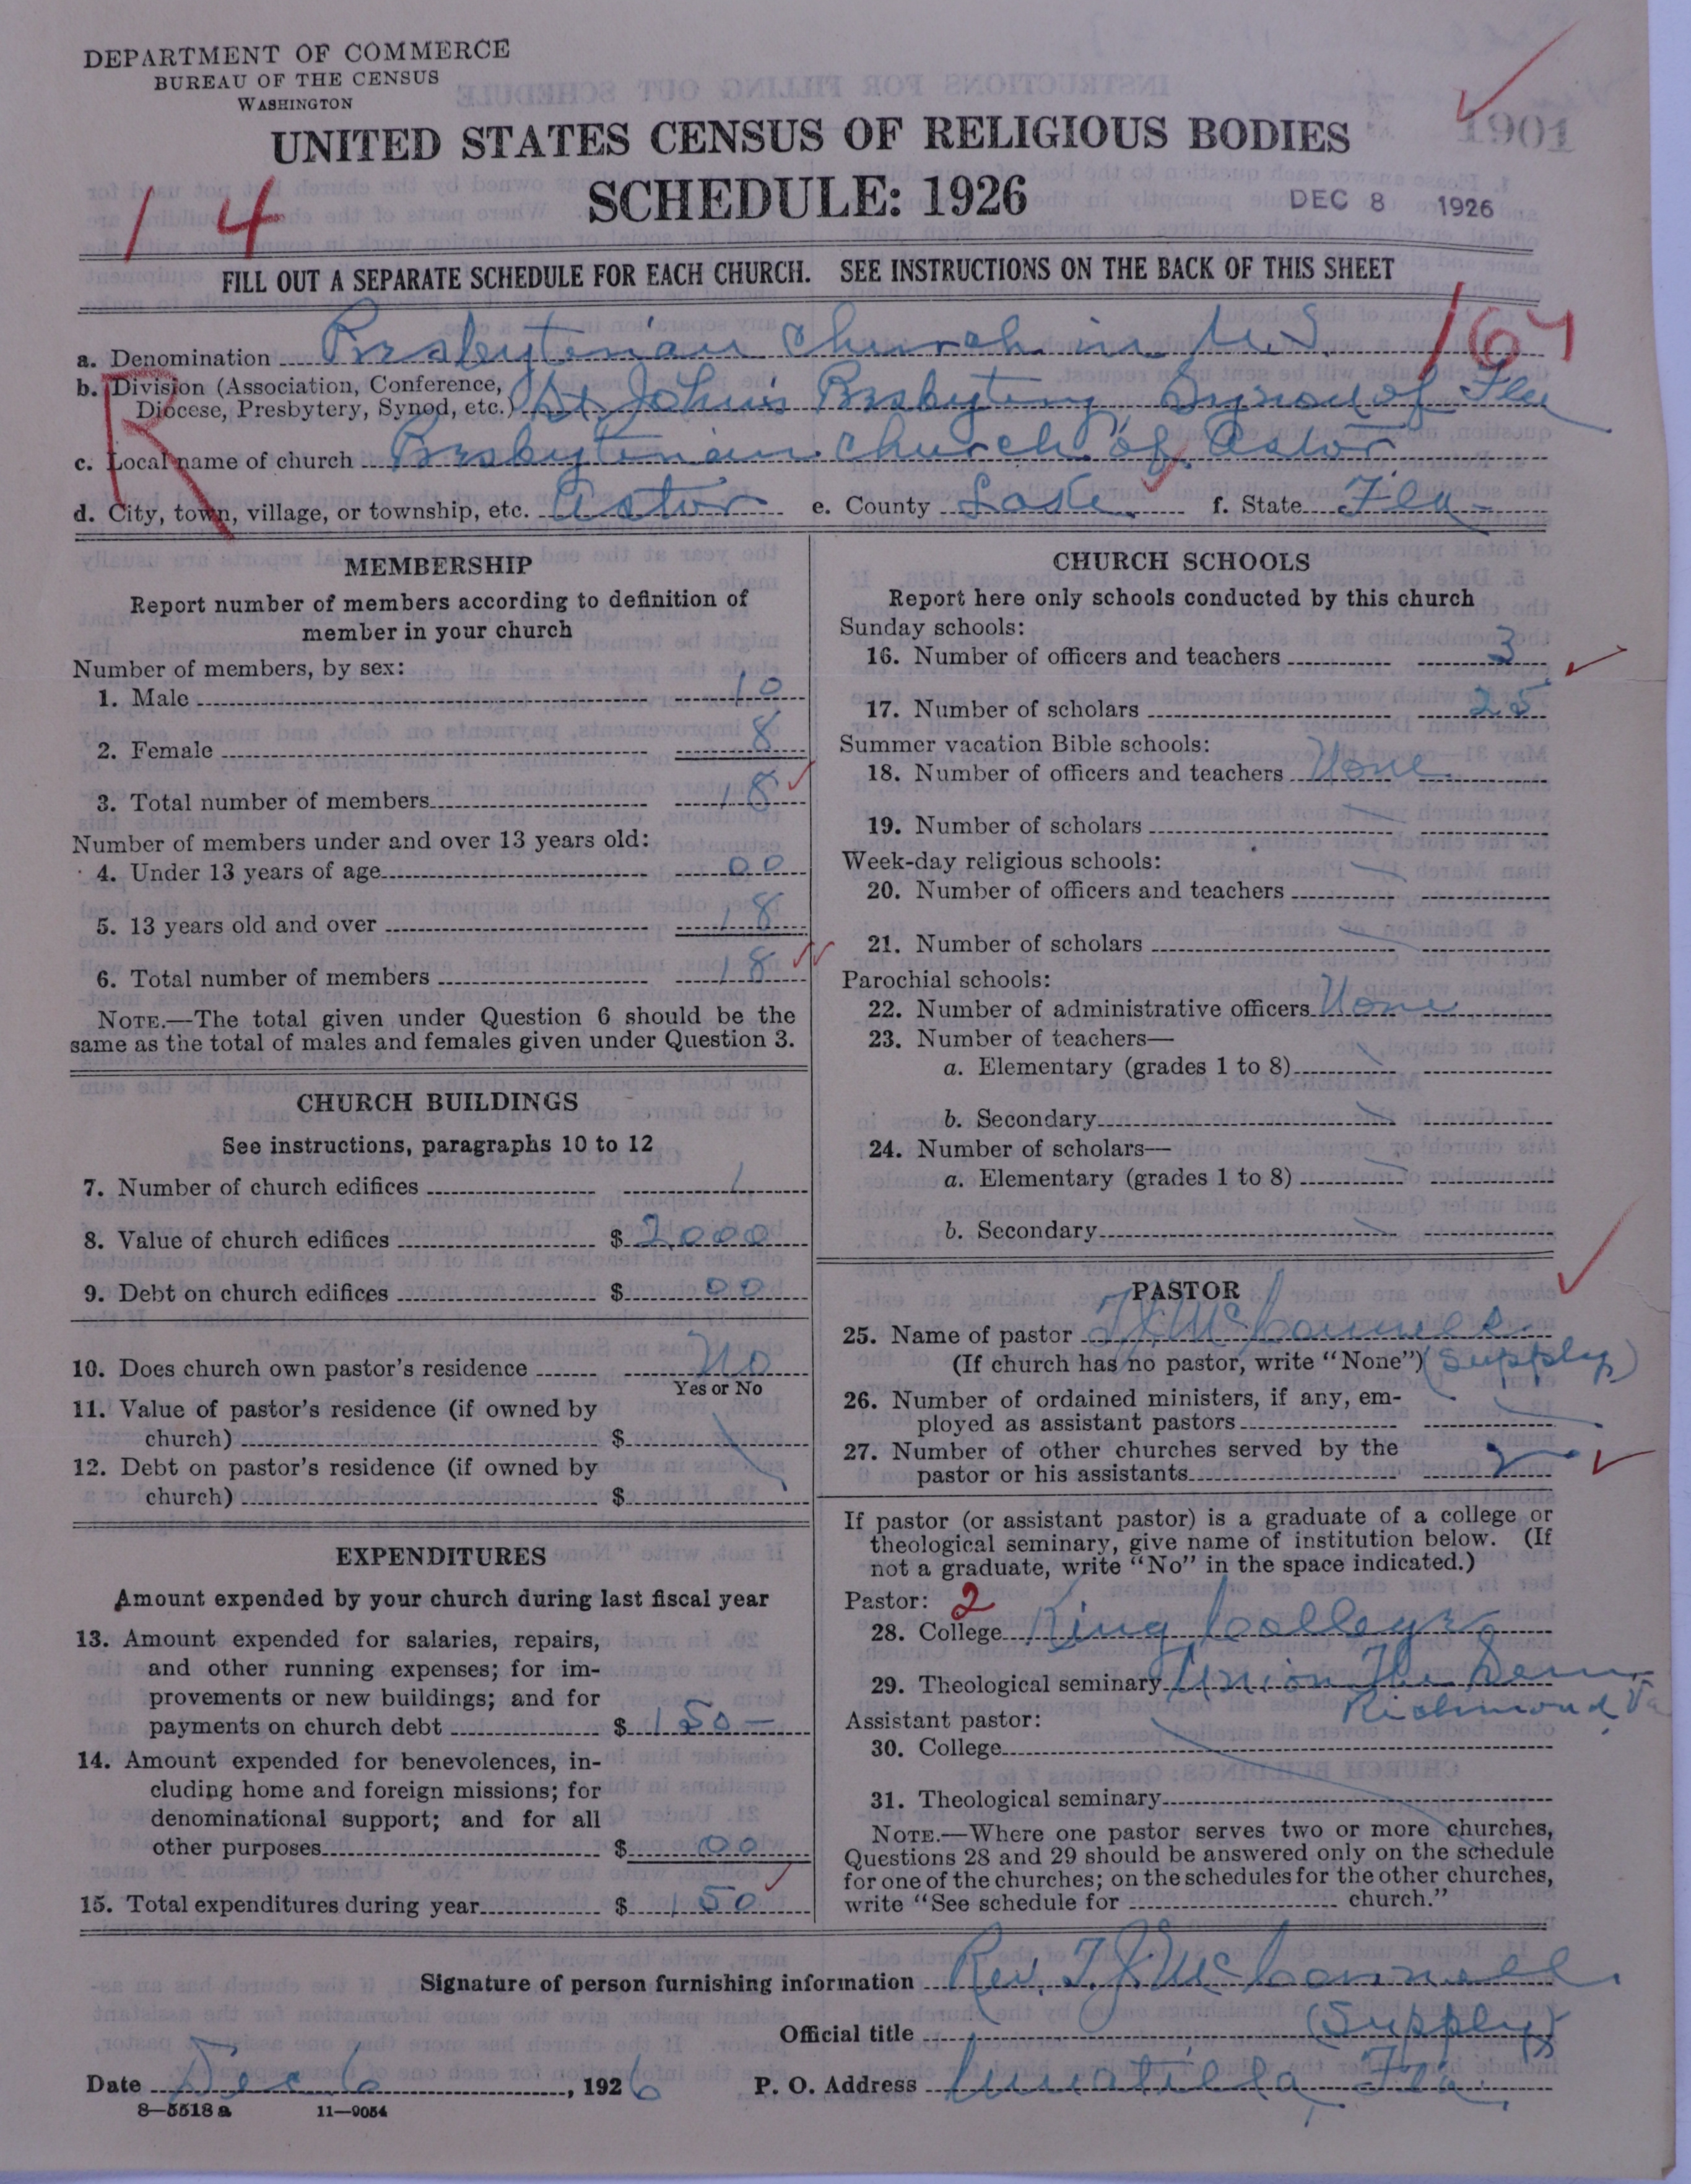 DEPARTMENT OF COMMERCE
BUREAU OF THE CENSUS
WASHINGTON
UNITED STATES CENSUS OF RELIGIOUS BODIES
1901
SCHEDULE: 1926
DEC 8 1926
14
FILL OUT A SEPARATE SCHEDULE FOR EACH CHURCH. SEE INSTRUCTIONS ON THE BACK OF THIS SHEET
a. Denomination Presbyterian Church in U.S.
b. Division (Association, Conference,
Diocese, Presbytery, Synod, etc.) St. John's Presbytery Synod of Fla
c. Local name of church Presbyterian Church of Astor
d. City, town, village, or township, etc. Astor e. County Lake f. State Fla
R
MEMBERSHIP
Report number of members according to definition of
member in your church
Number of members, by sex:
1. Male 10
2. Female 8
3. Total number of members 18
Number of members under and over 13 years old:
4. Under 13 years of age 00
5. 13 years old and over 18
6. Total number of members 18
NOTE.—The total given under Question 6 should be the
same as the total of males and females given under Question 3.
CHURCH BUILDINGS
See instructions, paragraphs 10 to 12
7. Number of church edifices 1
8. Value of church edifices $ 2000
9. Debt on church edifices $ 00
10. Does church own pastor's residence No
Yes or No
11. Value of pastor's residence (if owned by
church) $
12. Debt on pastor's residence (if owned by
church) $
EXPENDITURES
Amount expended by your church during last fiscal year
13. Amount expended for salaries, repairs,
and other running expenses; for im-
provements or new buildings; and for
payments on church debt $ 150—
14. Amount expended for benevolences, in-
cluding home and foreign missions; for
denominational support; and for all
other purposes $ 00
15. Total expenditures during year $ 150
CHURCH SCHOOLS
Report here only schools conducted by this church
Sunday schools:
16. Number of officers and teachers 3
17. Number of scholars 25
Summer vacation Bible schools:
18. Number of officers and teachers None
19. Number of scholars
Week-day religious schools:
20. Number of officers and teachers
21. Number of scholars
Parochial schools:
22. Number of administrative officers None
23. Number of teachers—
a. Elementary (grades 1 to 8)
b. Secondary
24. Number of scholars—
a. Elementary (grades 1 to 8)
b. Secondary
PASTOR
25. Name of pastor McConnell
(If church has no pastor, write "None") (Supply)
26. Number of ordained ministers, if any, em-
ployed as assistant pastors
27. Number of other churches served by the
pastor or his assistants 2
If pastor (or assistant pastor) is a graduate of a college or
theological seminary, give name of institution below. (If
not a graduate, write "No" in the space indicated.)
Pastor: 2
28. College King College
29. Theological seminary Union The Sem
Richmond Va
Assistant pastor:
30. College
31. Theological seminary
NOTE.—Where one pastor serves two or more churches,
Questions 28 and 29 should be answered only on the schedule
for one of the churches; on the schedules for the other churches,
write "See schedule for church."
Signature of person furnishing information Rev. McConnell
Official title (Supply)
Date Dec 6, 1926 P. O. Address Umatilla, Fla.
8—5518a 11—9054